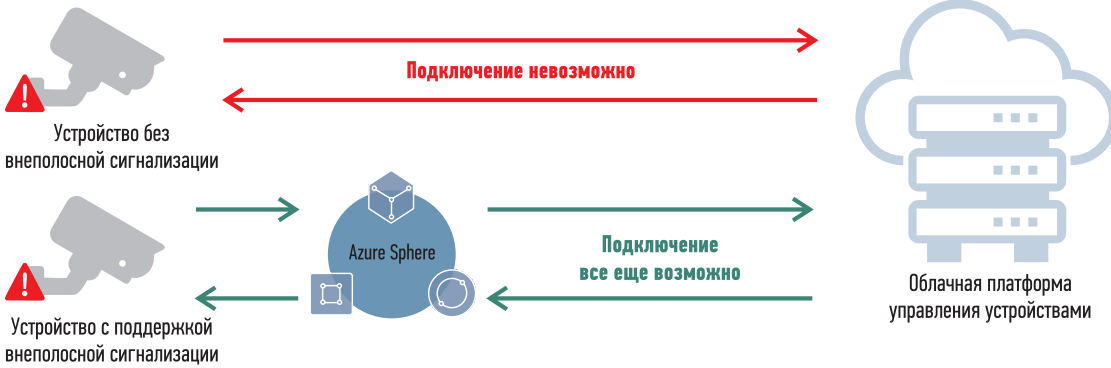 Подключение невозможно
Устройство без
внеполосной сигнализации
Azure Sphere
Подключение
все еще возможно
Облачная платформа
управления устройствами
Устройство с поддержкой
внеполосной сигнализации